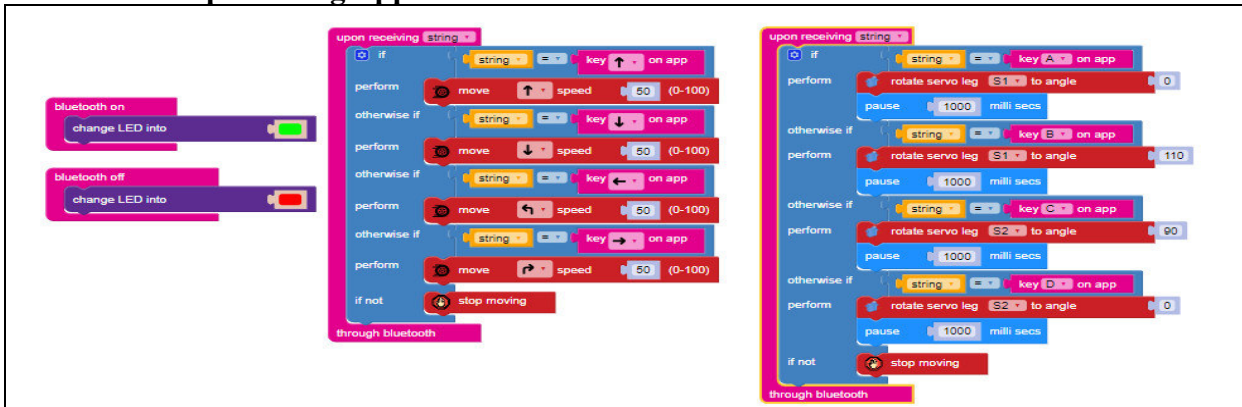 bluetooth on
change LED into
bluetooth off
change LED into
upon receiving string
if string = key ↑ on app
perform move ↑ speed 50 (0-100)
otherwise if string = key ↓ on app
perform move ↓ speed 50 (0-100)
otherwise if string = key ← on app
perform move ↰ speed 50 (0-100)
otherwise if string = key → on app
perform move ↱ speed 50 (0-100)
if not stop moving
through bluetooth
upon receiving string
if string = key A on app
perform rotate servo leg S1 to angle 0
pause 1000 milli secs
otherwise if string = key B on app
perform rotate servo leg S1 to angle 110
pause 1000 milli secs
otherwise if string = key C on app
perform rotate servo leg S2 to angle 90
pause 1000 milli secs
otherwise if string = key D on app
perform rotate servo leg S2 to angle 0
pause 1000 milli secs
if not stop moving
through bluetooth